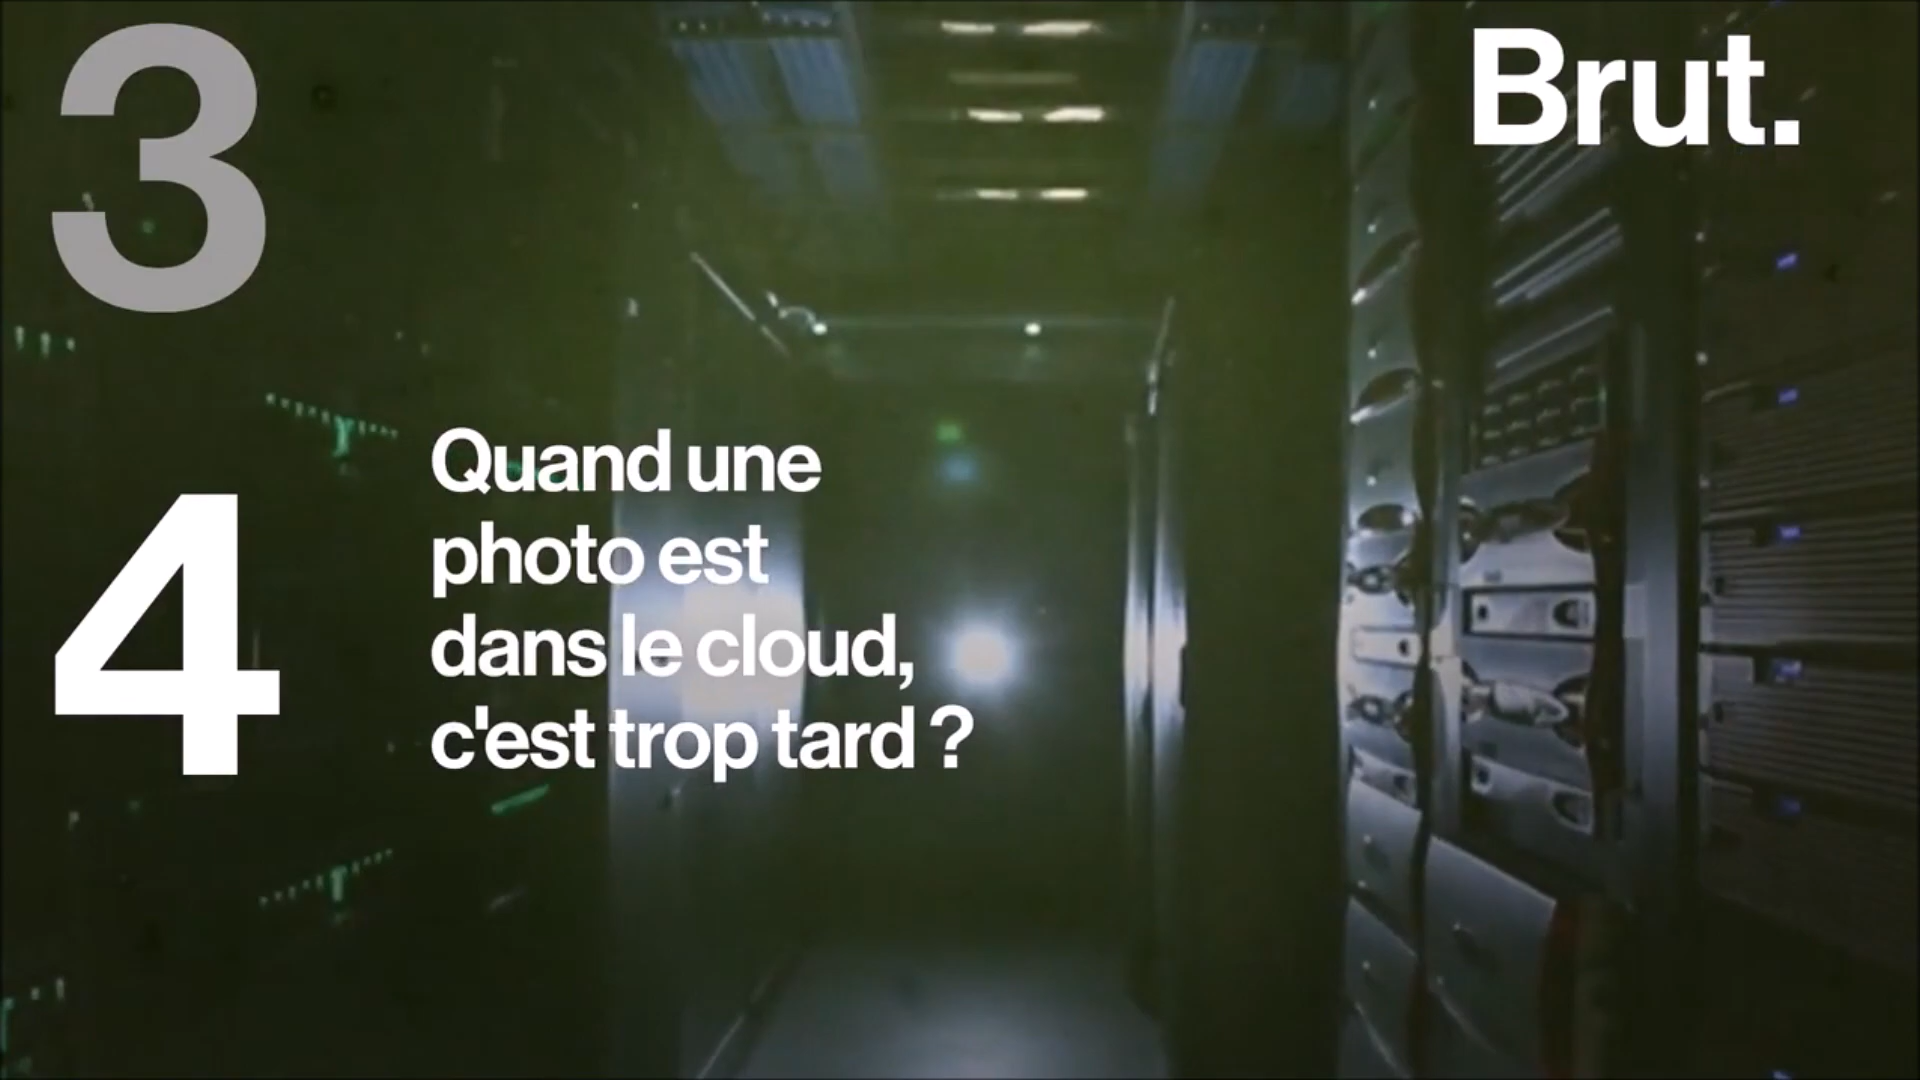 3
Brut.
4
Quand une
photo est
dans le cloud,
c'est trop tard ?